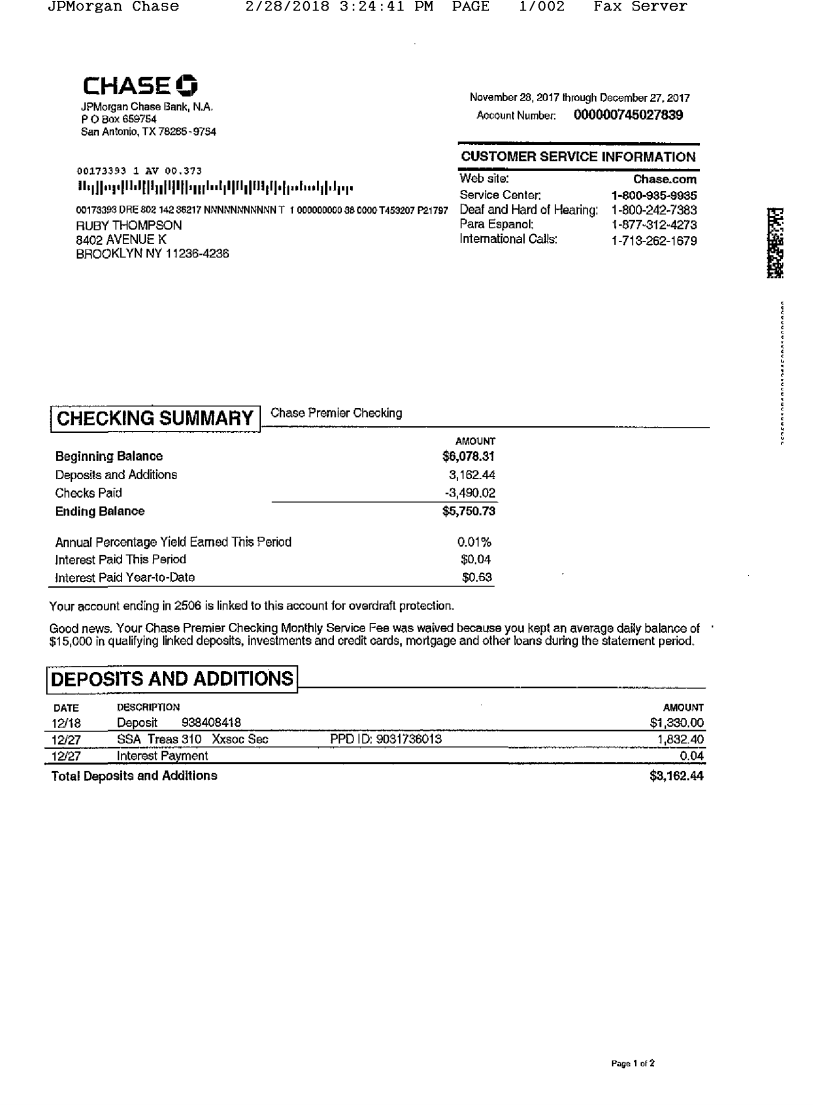 JPMorgan Chase 2/28/2018 3:24:41 PM PAGE 1/002 Fax Server
CHASE
JPMorgan Chase Bank, N.A.
P O Box 659754
San Antonio, TX 78265-9754
November 28, 2017 through December 27, 2017
Account Number: 000000745027839
00173393 1 AV 00.373
00173393 DRE 802 142 36217 NNNNNNNNNNN T 1 000000000 38 0000 T453207 P21797
RUBY THOMPSON
8402 AVENUE K
BROOKLYN NY 11236-4236
CUSTOMER SERVICE INFORMATION
Web site: Chase.com
Service Center: 1-800-935-9935
Deaf and Hard of Hearing: 1-800-242-7383
Para Espanol: 1-877-312-4273
International Calls: 1-713-262-1679
CHECKING SUMMARY Chase Premier Checking
AMOUNT
Beginning Balance $6,078.31
Deposits and Additions 3,162.44
Checks Paid -3,490.02
Ending Balance $5,750.73
Annual Percentage Yield Earned This Period 0.01%
Interest Paid This Period $0.04
Interest Paid Year-to-Date $0.63
Your account ending in 2506 is linked to this account for overdraft protection.
Good news. Your Chase Premier Checking Monthly Service Fee was waived because you kept an average daily balance of
$15,000 in qualifying linked deposits, investments and credit cards, mortgage and other loans during the statement period.
DEPOSITS AND ADDITIONS
DATE DESCRIPTION AMOUNT
12/18 Deposit 938408418 $1,330.00
12/27 SSA Treas 310 Xxsoc Sec PPD ID: 9031736013 1,832.40
12/27 Interest Payment 0.04
Total Deposits and Additions $3,162.44
Page 1 of 2